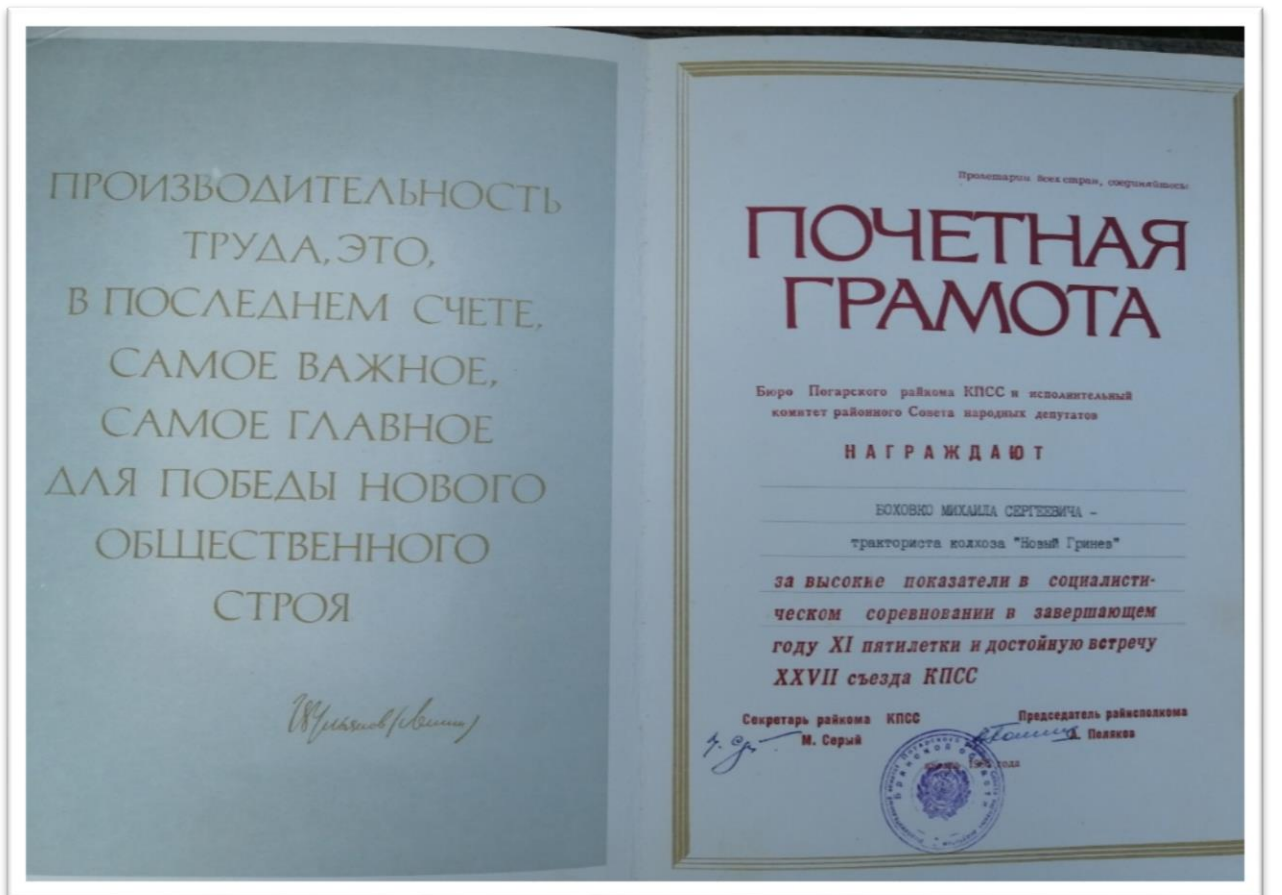 ПРОИЗВОДИТЕЛЬНОСТЬ
ТРУДА, ЭТО,
В ПОСЛЕДНЕМ СЧЕТЕ,
САМОЕ ВАЖНОЕ,
САМОЕ ГЛАВНОЕ
ДЛЯ ПОБЕДЫ НОВОГО
ОБЩЕСТВЕННОГО
СТРОЯ
Пролетарии всех стран, соединяйтесь!
ПОЧЕТНАЯ
ГРАМОТА
Бюро Погарского райкома КПСС и исполнительный
комитет районного Совета народных депутатов
НАГРАЖДАЮТ
БОХОВКО МИХАИЛА СЕРГЕЕВИЧА –
тракториста колхоза "Новый Гринев"
за высокие показатели в социалисти-
ческом соревновании в завершающем
году XI пятилетки и достойную встречу
XXVII съезда КПСС
Секретарь райкома КПСС
М. Серый
Председатель райисполкома
Поляков
года